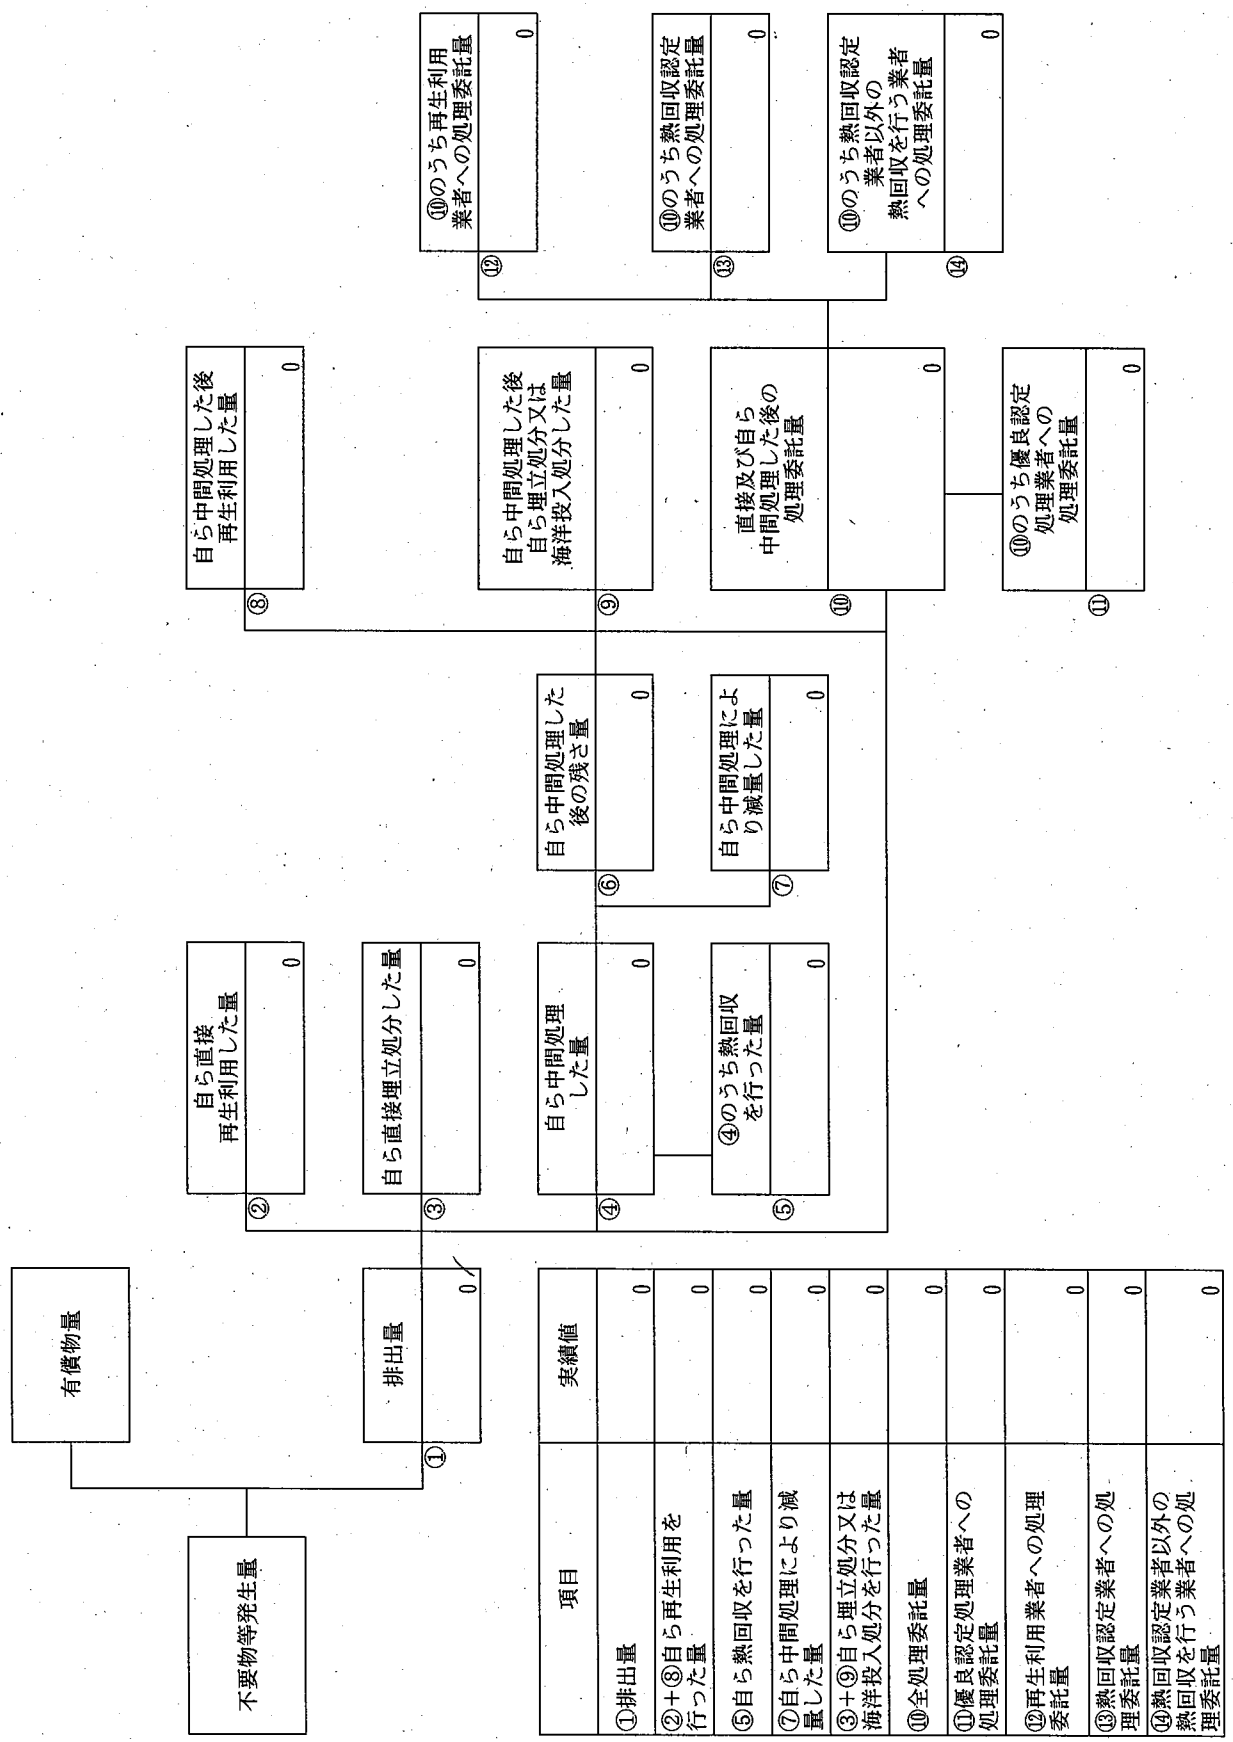 不要物等発生量
有償物量
①
排出量
0
②
自ら直接
再生利用した量
0
③
自ら直接埋立処分した量
0
④
自ら中間処理
した量
0
⑤
④のうち熱回収
を行った量
0
⑥
自ら中間処理した
後の残さ量
0
⑦
自ら中間処理によ
り減量した量
0
⑧
自ら中間処理した後
再生利用した量
0
⑨
自ら中間処理した後
自ら埋立処分又は
海洋投入処分した量
0
⑩
直接及び自ら
中間処理した後の
処理委託量
0
⑪
⑩のうち優良認定
処理業者への
処理委託量
0
⑫
⑩のうち再生利用
業者への処理委託量
0
⑬
⑩のうち熱回収認定
業者への処理委託量
0
⑭
⑩のうち熱回収認定
業者以外の
熱回収を行う業者
への処理委託量
0
項目 実績値
①排出量 0
②+⑧自ら再生利用を
行った量 0
⑤自ら熱回収を行った量 0
⑦自ら中間処理により減
量した量 0
③+⑨自ら埋立処分又は
海洋投入処分を行った量 0
⑩全処理委託量 0
⑪優良認定処理業者への
処理委託量 0
⑫再生利用業者への処理
委託量 0
⑬熱回収認定業者への処
理委託量 0
⑭熱回収認定業者以外の
熱回収を行う業者への処
理委託量 0